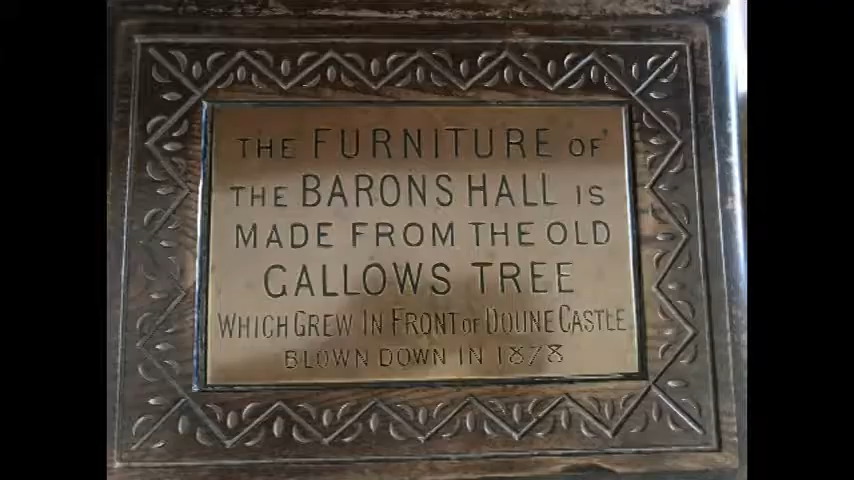 THE FURNITURE OF
THE BARONS HALL IS
MADE FROM THE OLD
GALLOWS TREE
WHICH GREW IN FRONT OF DOUNE CASTLE
BLOWN DOWN IN 1878